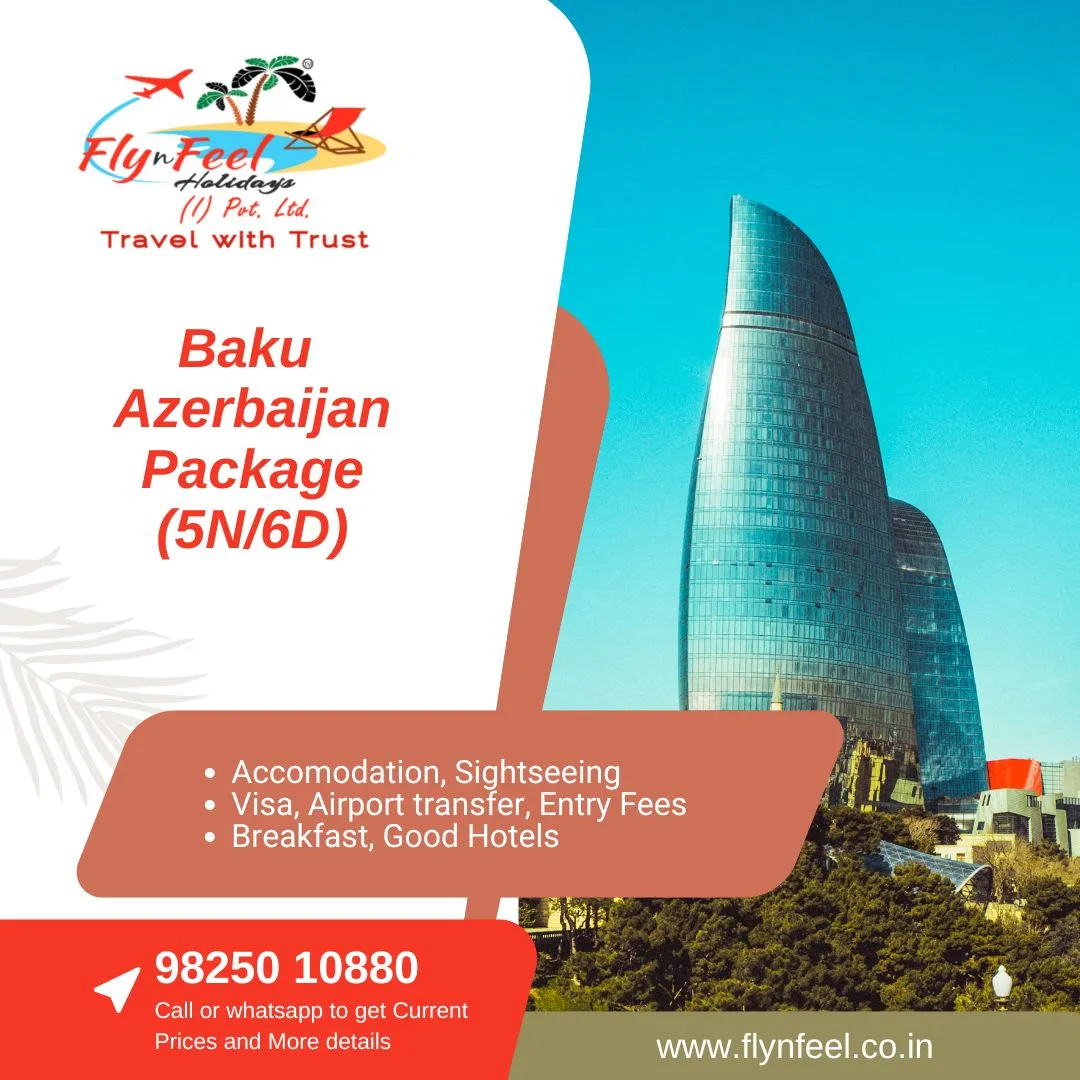 FlynFeel
Holidays
(I) Pvt. Ltd.
Travel with Trust
Baku
Azerbaijan
Package
(5N/6D)
• Accomodation, Sightseeing
• Visa, Airport transfer, Entry Fees
• Breakfast, Good Hotels
98250 10880
Call or whatsapp to get Current
Prices and More details
www.flynfeel.co.in